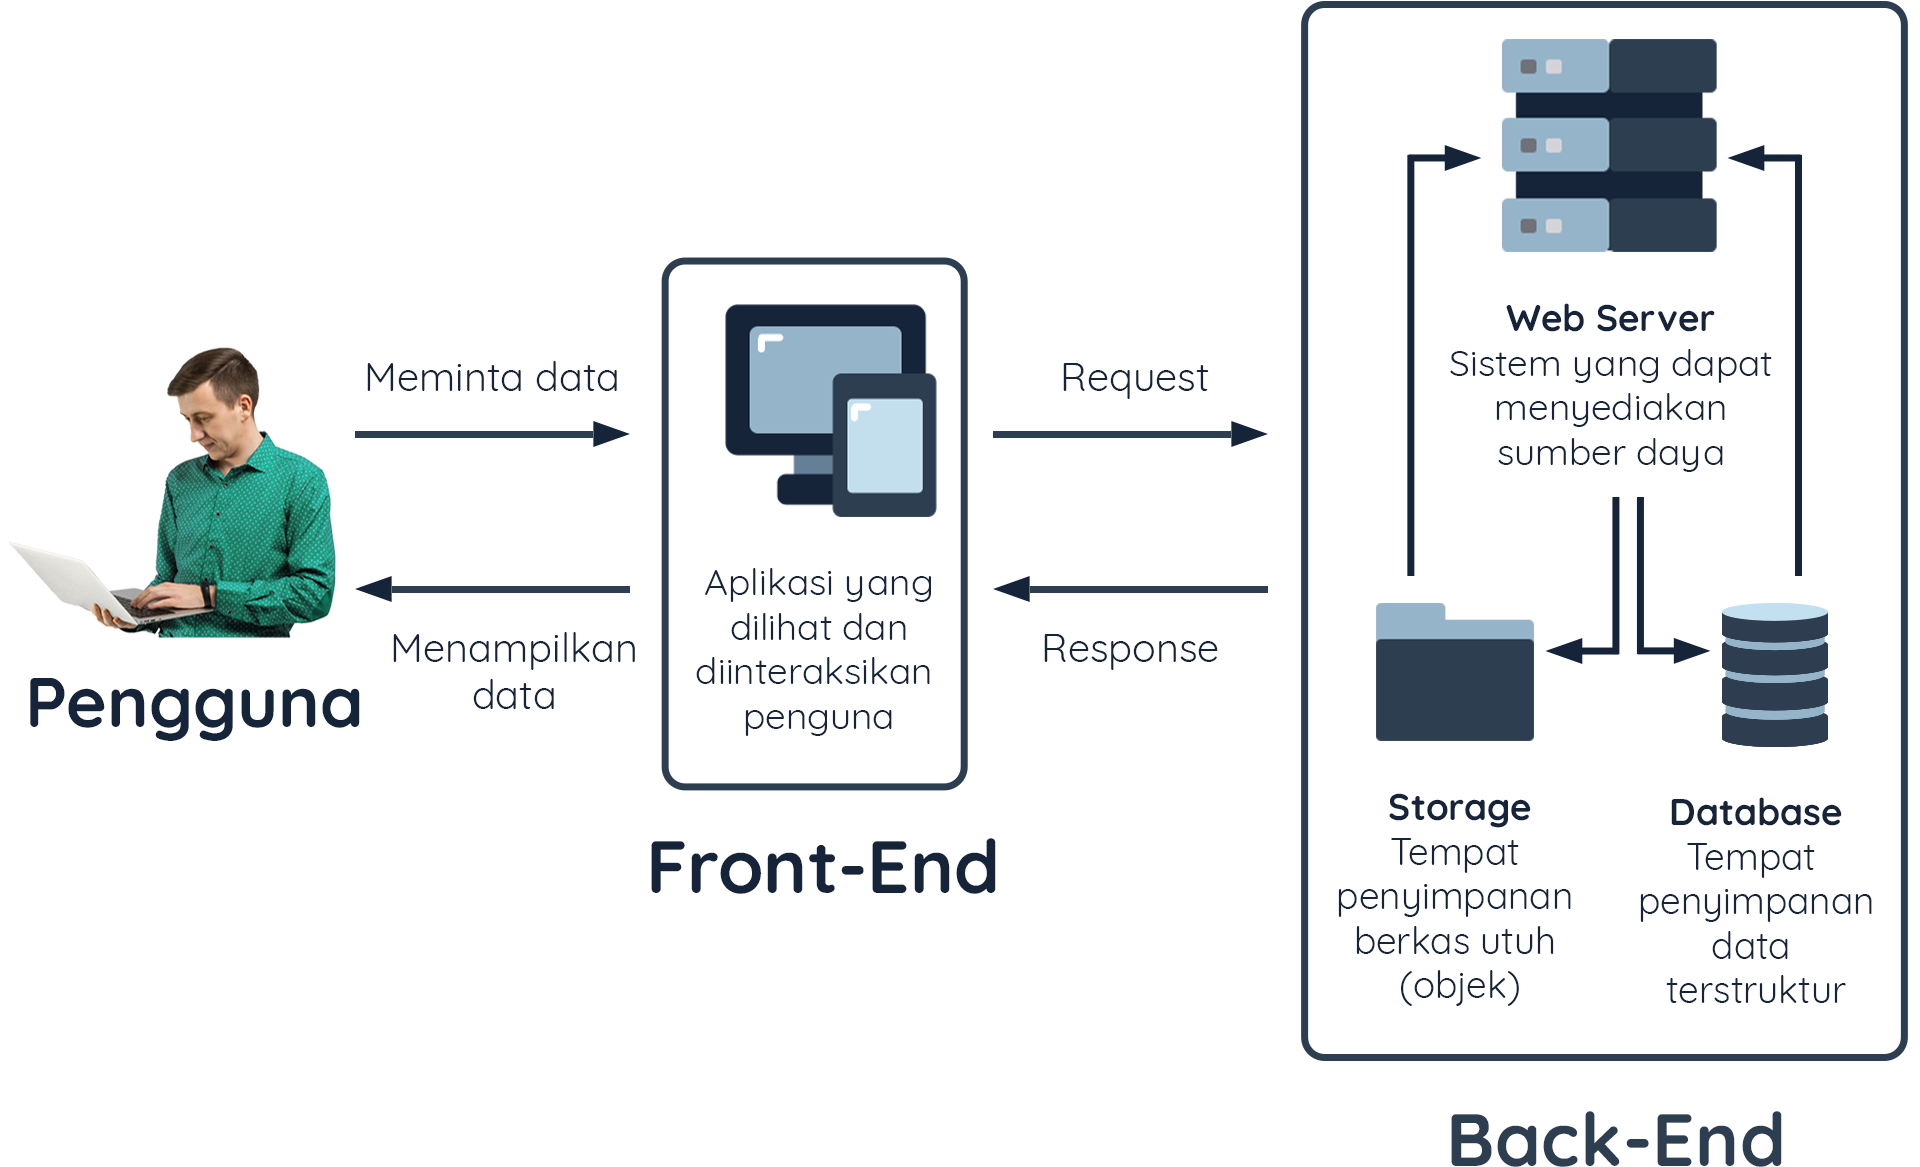 Meminta data
Menampilkan
data
Pengguna
Aplikasi yang
dilihat dan
diinteraksikan
penguna
Front-End
Request
Response
Web Server
Sistem yang dapat
menyediakan
sumber daya
Storage
Tempat
penyimpanan
berkas utuh
(objek)
Database
Tempat
penyimpanan
data
terstruktur
Back-End